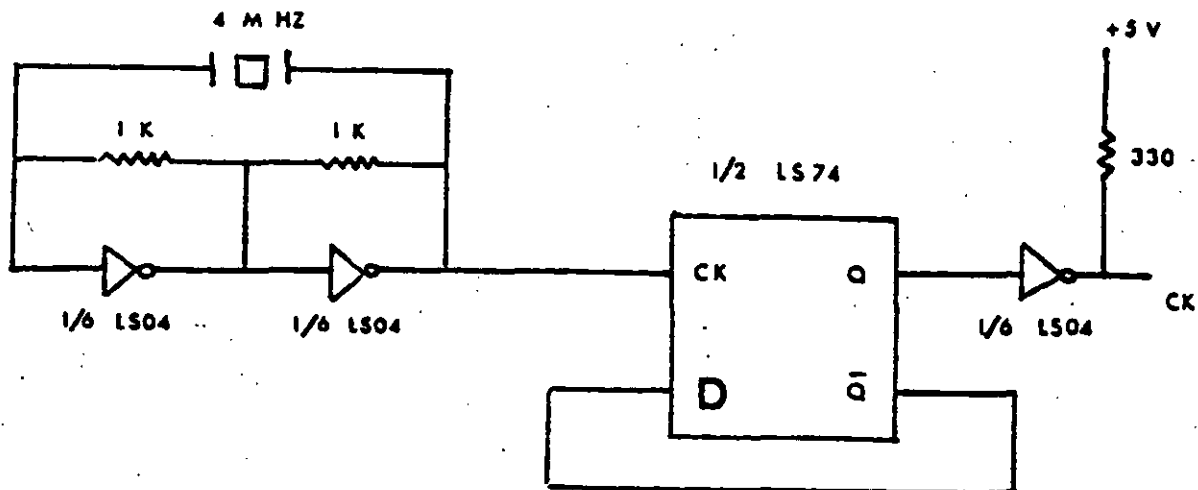 4 M HZ
+5 V
1 K
1 K
330
1/2 LS74
CK
Q
CK
1/6 LS04
1/6 LS04
1/6 LS04
D
Q̅